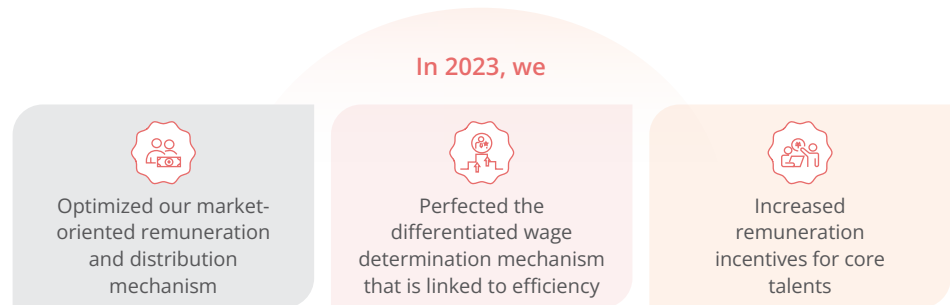 In 2023, we
Optimized our market-
oriented remuneration
and distribution
mechanism
Perfected the
differentiated wage
determination mechanism
that is linked to efficiency
Increased
remuneration
incentives for core
talents